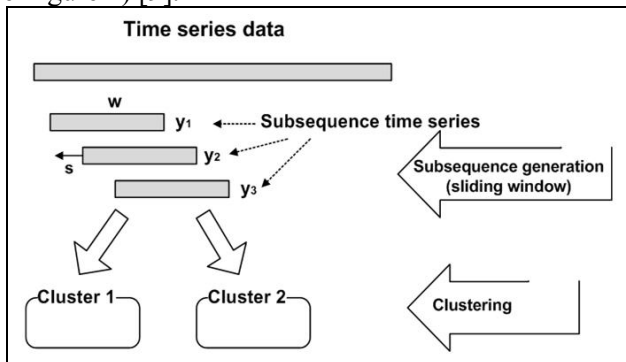 Time series data
w
y1
Subsequence time series
y2
s
y3
Subsequence generation
(sliding window)
Cluster 1
Cluster 2
Clustering